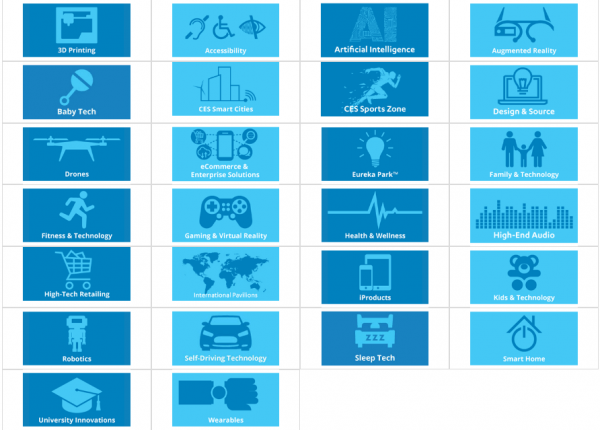 3D Printing
Accessibility
AI
Artificial Intelligence
Augmented Reality
Baby Tech
CES Smart Cities
CES Sports Zone
Design & Source
Drones
eCommerce &
Enterprise Solutions
Eureka Park™
Family & Technology
Fitness & Technology
Gaming & Virtual Reality
Health & Wellness
High-End Audio
High-Tech Retailing
International Pavilions
iProducts
Kids & Technology
Robotics
Self-Driving Technology
ZZZ
Sleep Tech
Smart Home
University Innovations
Wearables